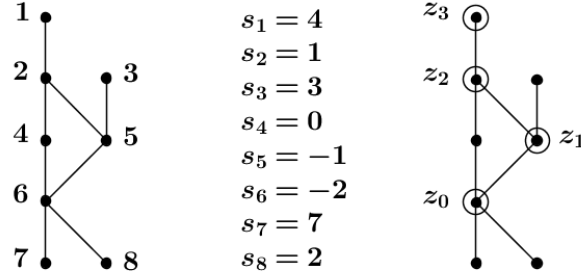 1
2
3
4
5
6
7
8
s₁ = 4
s₂ = 1
s₃ = 3
s₄ = 0
s₅ = −1
s₆ = −2
s₇ = 7
s₈ = 2
z₃
z₂
z₁
z₀